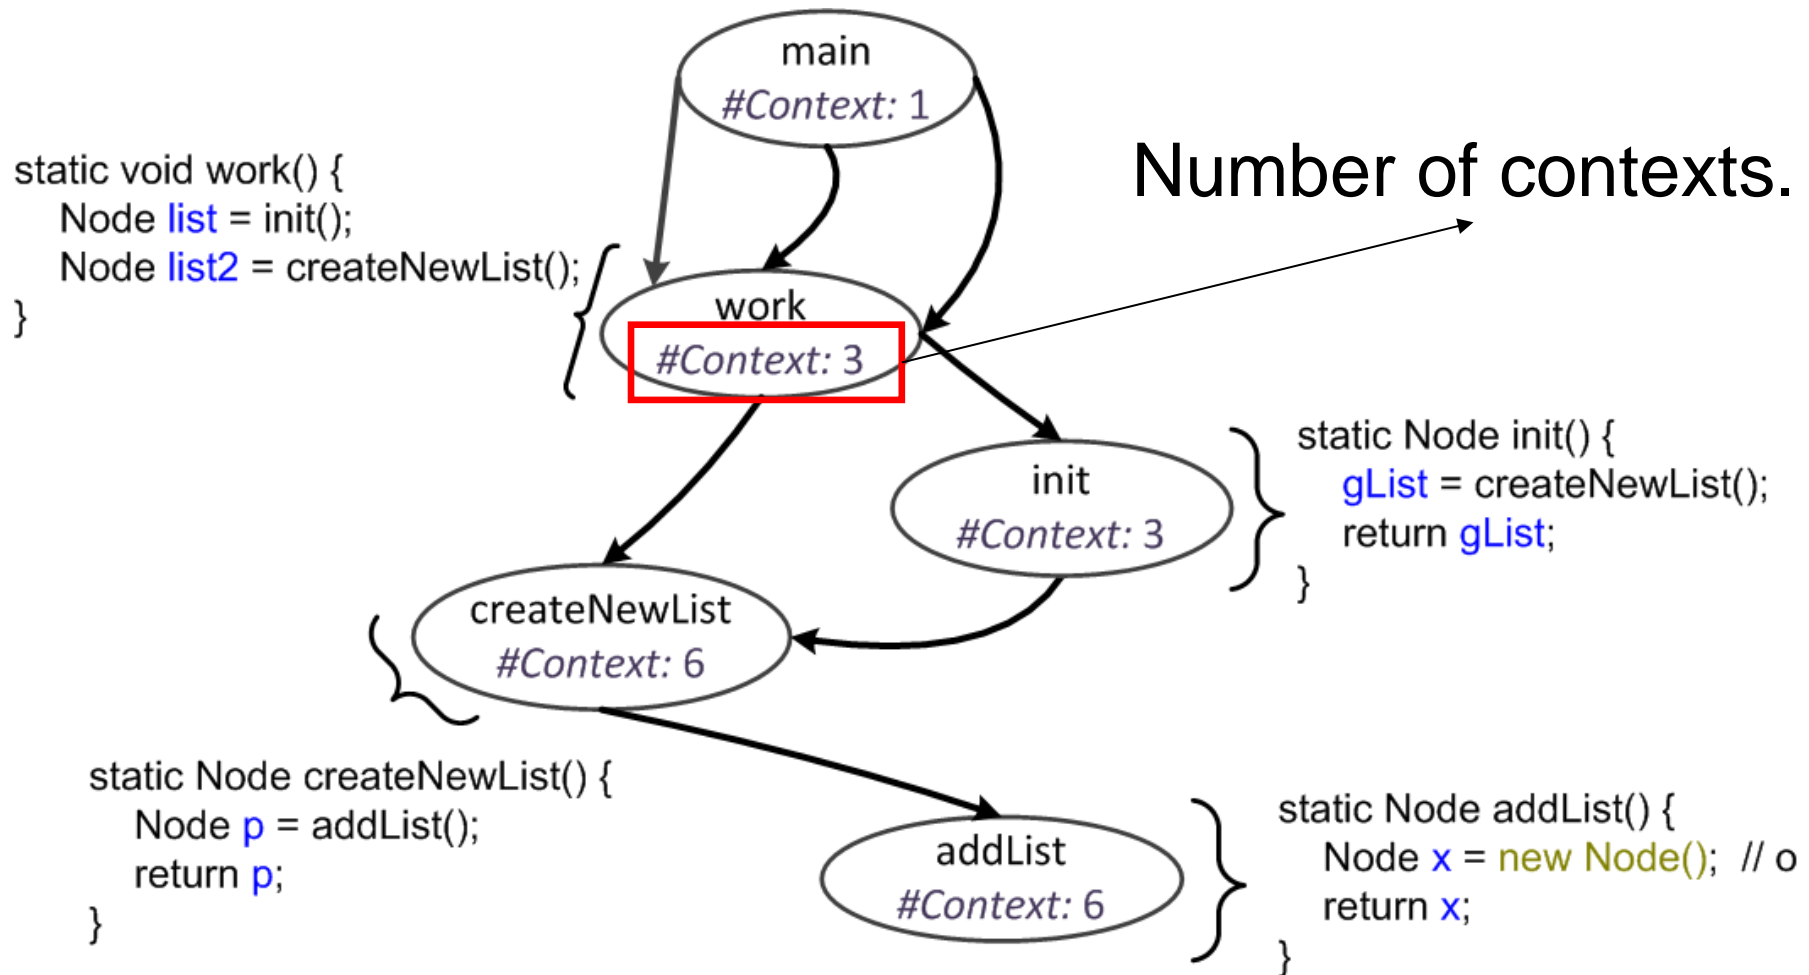 main
#Context: 1
Number of contexts.
static void work() {
Node list = init();
Node list2 = createNewList();
}
work
#Context: 3
init
#Context: 3
static Node init() {
gList = createNewList();
return gList;
}
createNewList
#Context: 6
static Node createNewList() {
Node p = addList();
return p;
}
addList
#Context: 6
static Node addList() {
Node x = new Node();  // o
return x;
}